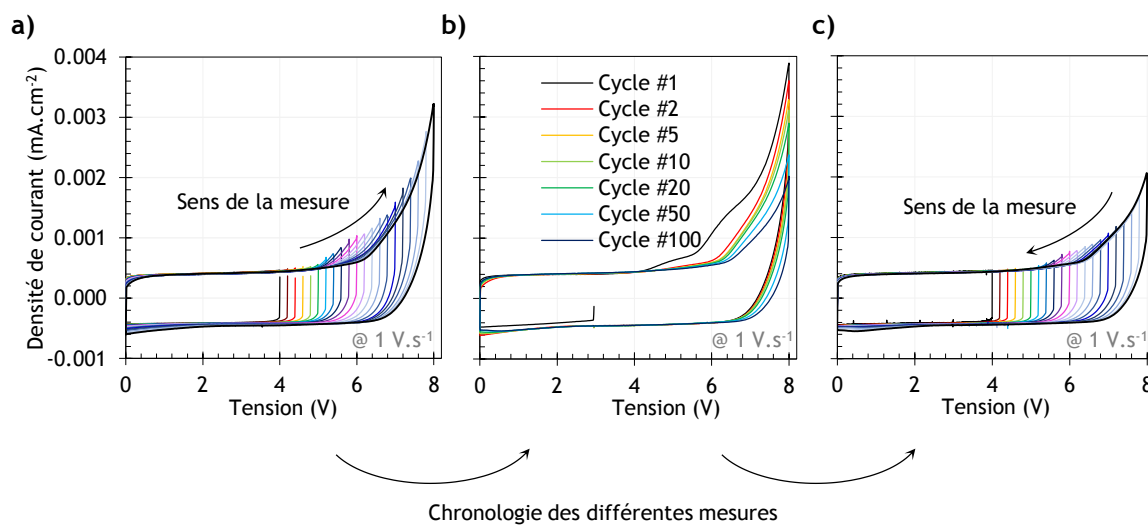 a)
b)
c)
Densité de courant (mA.cm-2)
0.004
0.003
0.002
0.001
0.000
-0.001
Sens de la mesure
@ 1 V.s-1
0 2 4 6 8
Tension (V)
Cycle #1
Cycle #2
Cycle #5
Cycle #10
Cycle #20
Cycle #50
Cycle #100
@ 1 V.s-1
0 2 4 6 8
Tension (V)
Sens de la mesure
@ 1 V.s-1
0 2 4 6 8
Tension (V)
Chronologie des différentes mesures